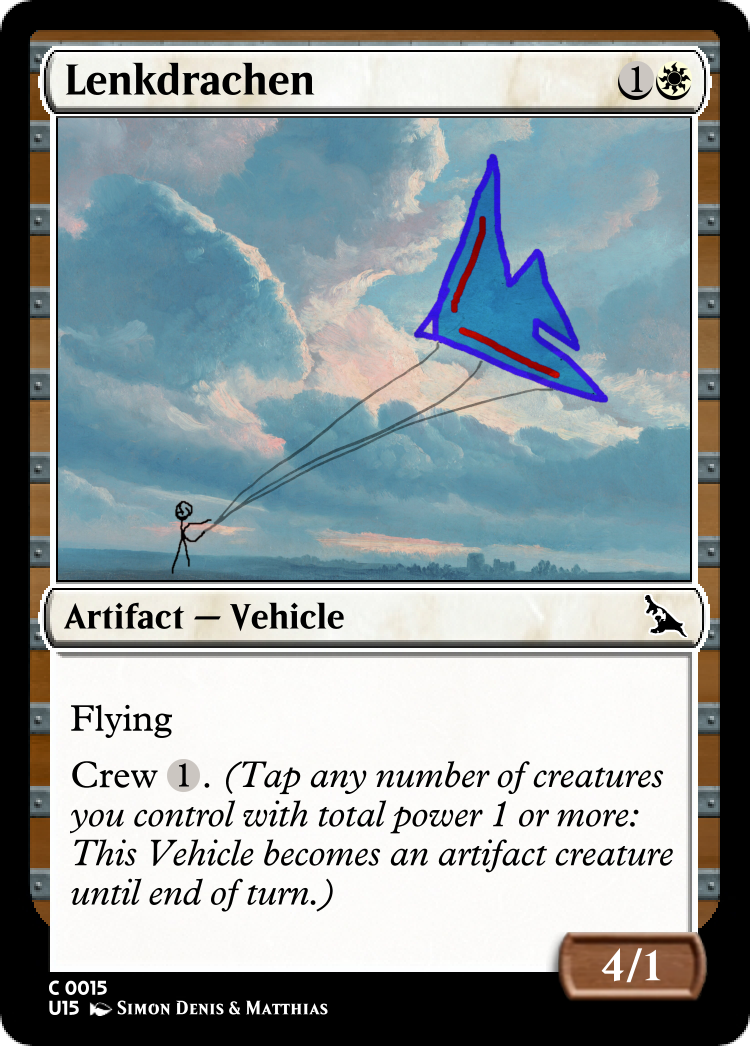 Lenkdrachen 1
Artifact — Vehicle
Flying
Crew 1. (Tap any number of creatures
you control with total power 1 or more:
This Vehicle becomes an artifact creature
until end of turn.)
4/1
C 0015
U15 SIMON DENIS & MATTHIAS